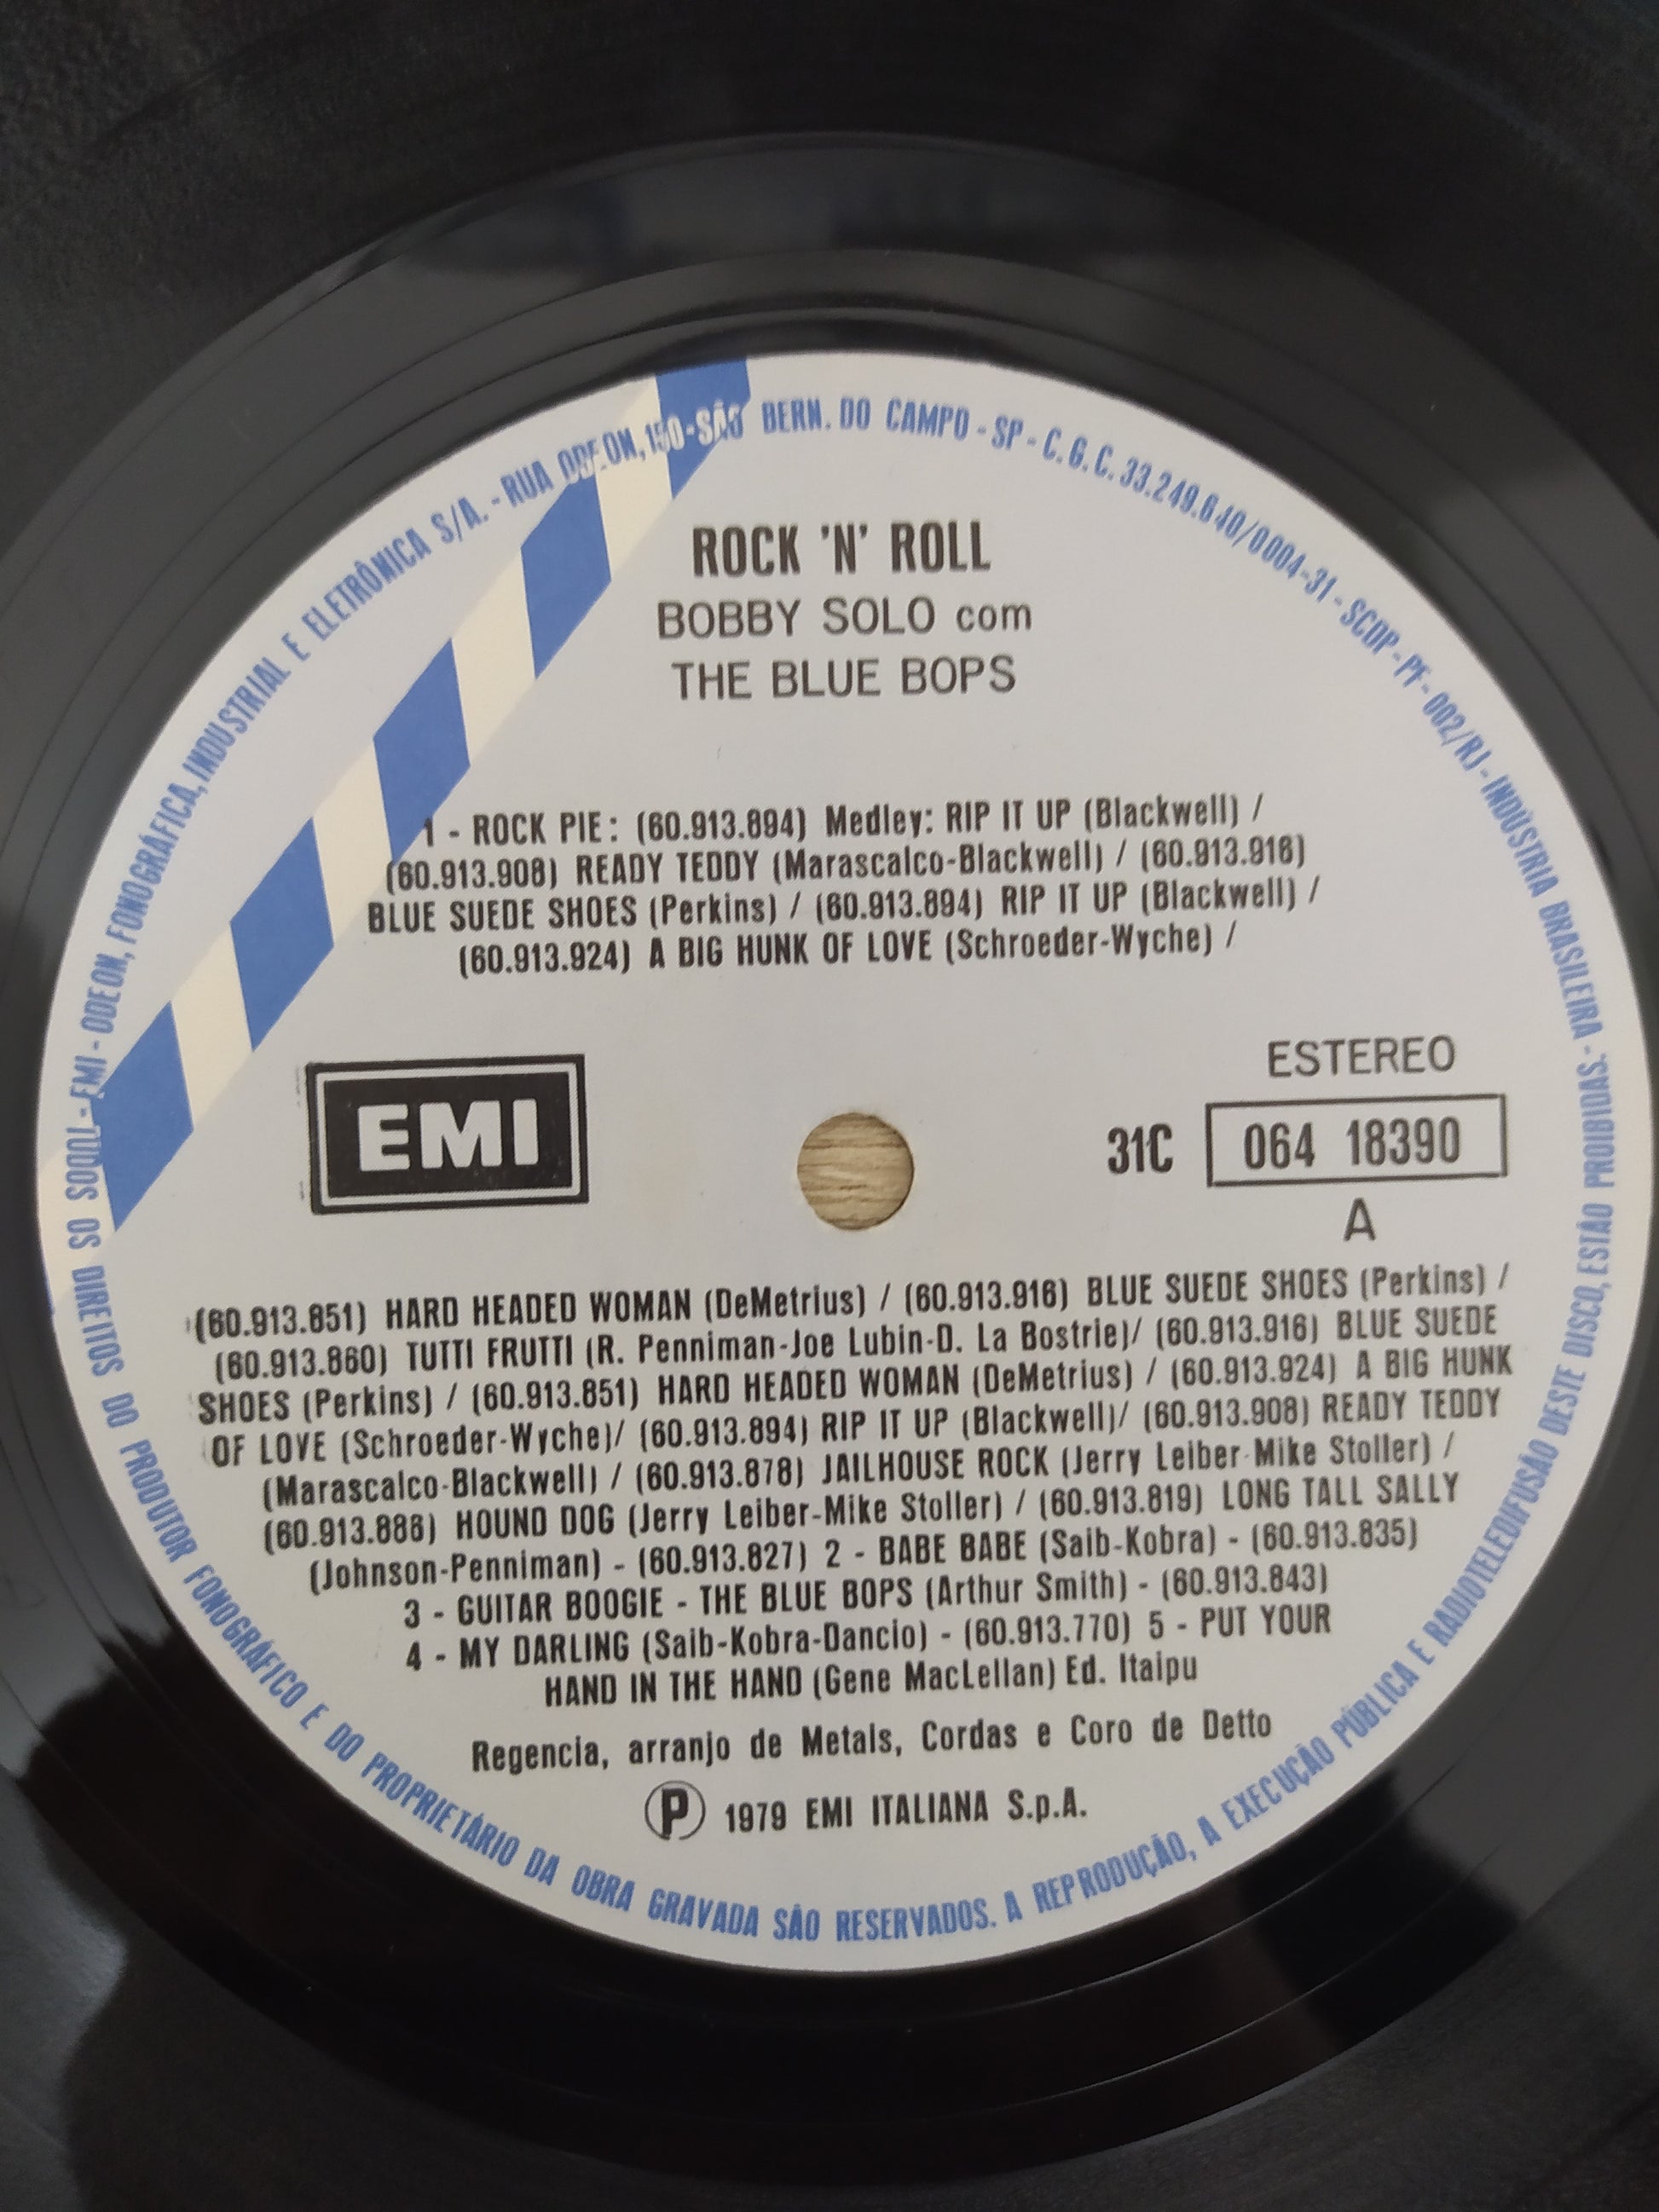 EMI - ODEON, FONOGRÁFICA, INDUSTRIAL E ELETRÔNICA S/A. - RUA ODEON, 150 - SÃO BERN. DO CAMPO - SP - C.G.C. 33.249.640/0004-31 - SCDP - PF - 002/RJ - INDÚSTRIA BRASILEIRA -
TODOS OS DIREITOS DO PRODUTOR FONOGRÁFICO E DO PROPRIETÁRIO DA OBRA GRAVADA SÃO RESERVADOS. A REPRODUÇÃO, A EXECUÇÃO PÚBLICA E RADIOTELEDIFUSÃO DESTE DISCO, ESTÃO PROIBIDAS.
ROCK 'N' ROLL
BOBBY SOLO com
THE BLUE BOPS
1 - ROCK PIE: (60.913.894) Medley: RIP IT UP (Blackwell) /
(60.913.908) READY TEDDY (Marascalco-Blackwell) / (60.913.916)
BLUE SUEDE SHOES (Perkins) / (60.913.894) RIP IT UP (Blackwell) /
(60.913.924) A BIG HUNK OF LOVE (Schroeder-Wyche) /
EMI
ESTEREO
31C 064 18390
A
(60.913.851) HARD HEADED WOMAN (DeMetrius) / (60.913.916) BLUE SUEDE SHOES (Perkins) /
(60.913.860) TUTTI FRUTTI (R. Penniman-Joe Lubin-D. La Bostrie)/ (60.913.916) BLUE SUEDE
SHOES (Perkins) / (60.913.851) HARD HEADED WOMAN (DeMetrius) / (60.913.924) A BIG HUNK
OF LOVE (Schroeder-Wyche)/ (60.913.894) RIP IT UP (Blackwell)/ (60.913.908) READY TEDDY
(Marascalco-Blackwell) / (60.913.878) JAILHOUSE ROCK (Jerry Leiber-Mike Stoller) /
(60.913.886) HOUND DOG (Jerry Leiber-Mike Stoller) / (60.913.819) LONG TALL SALLY
(Johnson-Penniman) - (60.913.827) 2 - BABE BABE (Saib-Kobra) - (60.913.835)
3 - GUITAR BOOGIE - THE BLUE BOPS (Arthur Smith) - (60.913.843)
4 - MY DARLING (Saib-Kobra-Dancio) - (60.913.770) 5 - PUT YOUR
HAND IN THE HAND (Gene MacLellan) Ed. Itaipu
Regencia, arranjo de Metais, Cordas e Coro de Detto
Ⓟ 1979 EMI ITALIANA S.p.A.